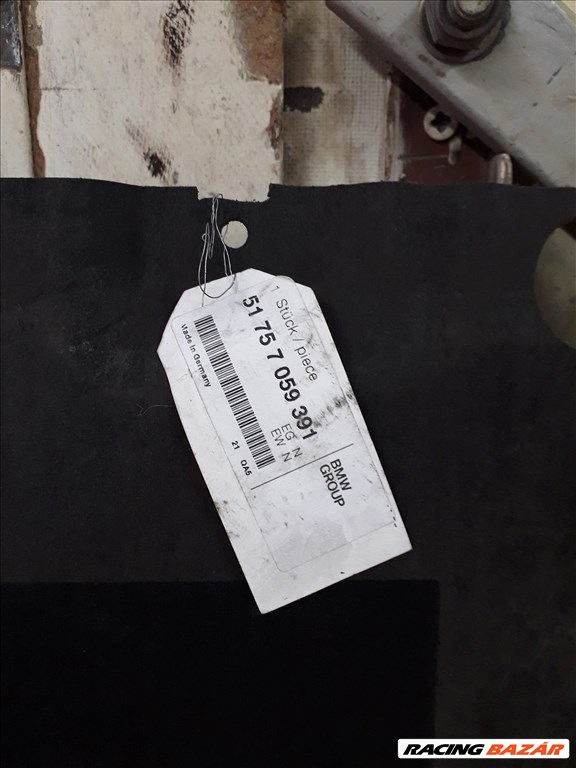 1 Stück / piece
51 75 7 059 391
EG N
EW N
Made in Germany
21 QA5
BMW
GROUP
RACING BAZÁR